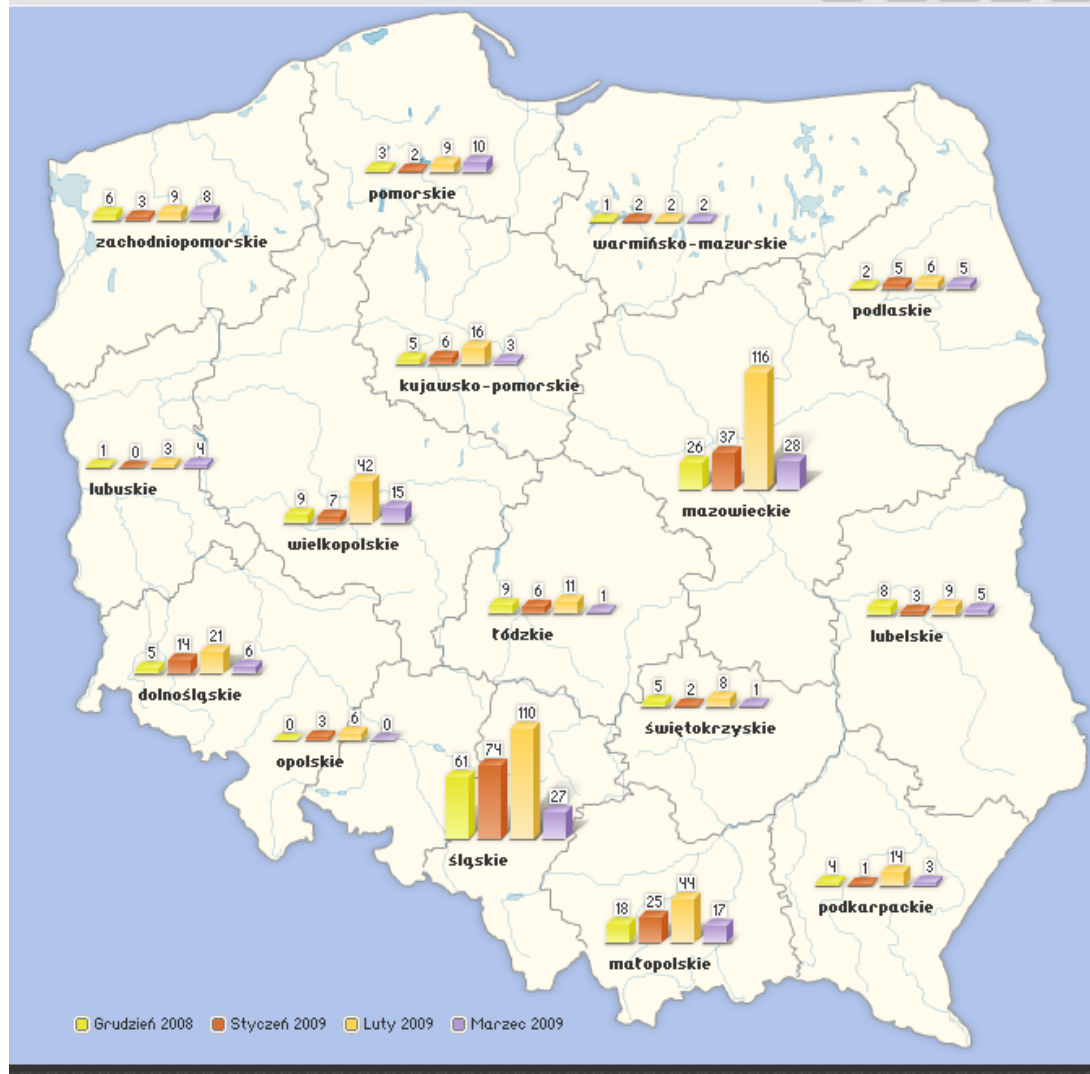 3 2 9 10
pomorskie
6 3 9 8
zachodniopomorskie
1 2 2 2
warmińsko-mazurskie
2 5 6 5
podlaskie
5 6 16 3
kujawsko-pomorskie
26 37 116 28
mazowieckie
1 0 3 4
lubuskie
9 7 42 15
wielkopolskie
9 6 11 1
łódzkie
8 3 9 5
lubelskie
5 14 21 6
dolnośląskie
5 2 8 1
świętokrzyskie
0 3 6 0
opolskie
61 74 110 27
śląskie
4 1 14 3
podkarpackie
18 25 44 17
małopolskie
Grudzień 2008 Styczeń 2009 Luty 2009 Marzec 2009